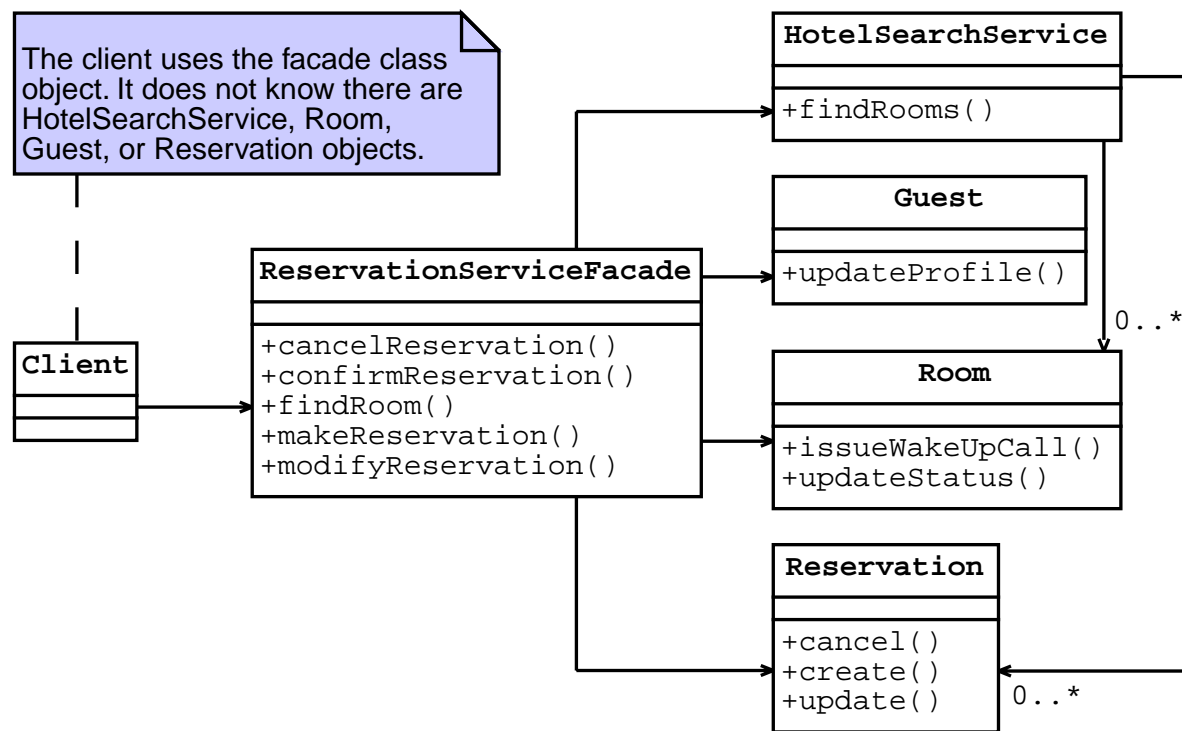 The client uses the facade class
object. It does not know there are
HotelSearchService, Room,
Guest, or Reservation objects.
Client
ReservationServiceFacade
+cancelReservation()
+confirmReservation()
+findRoom()
+makeReservation()
+modifyReservation()
HotelSearchService
+findRooms()
Guest
+updateProfile()
0..*
Room
+issueWakeUpCall()
+updateStatus()
Reservation
+cancel()
+create()
+update()
0..*